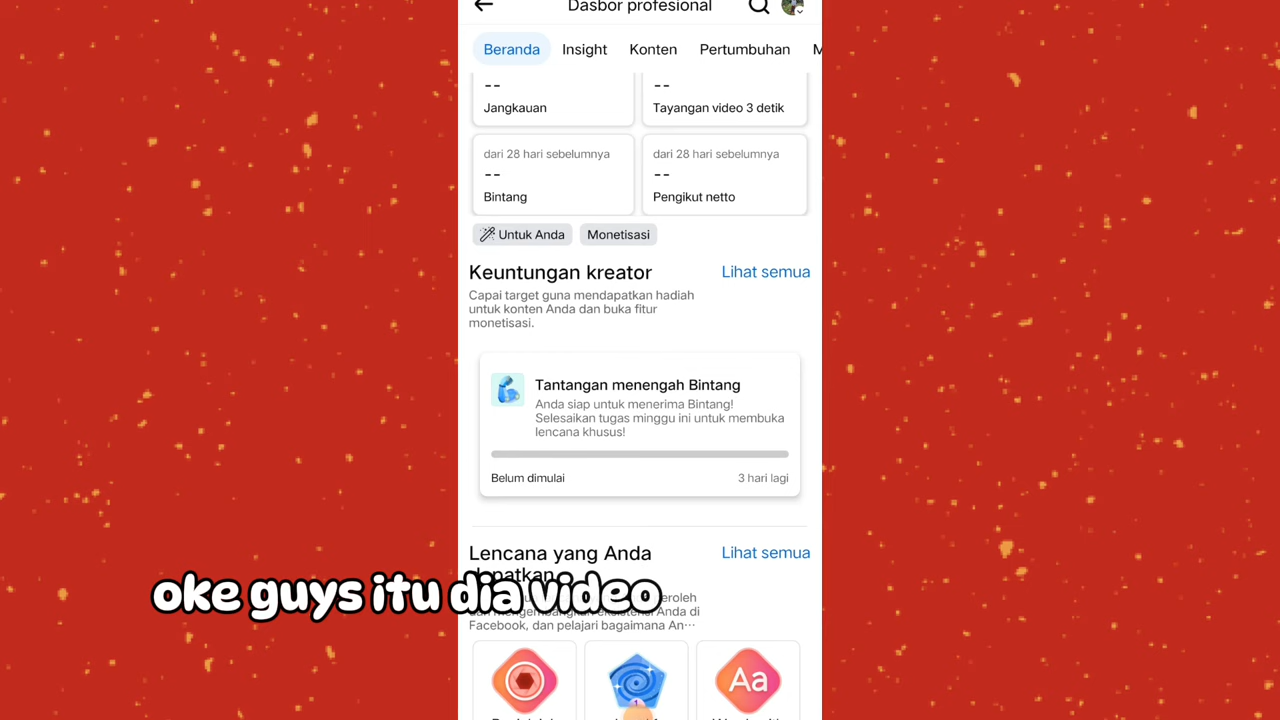 Dasbor profesional
Beranda Insight Konten Pertumbuhan M
-- --
Jangkauan Tayangan video 3 detik
dari 28 hari sebelumnya dari 28 hari sebelumnya
-- --
Bintang Pengikut netto
Untuk Anda Monetisasi
Keuntungan kreator Lihat semua
Capai target guna mendapatkan hadiah
untuk konten Anda dan buka fitur
monetisasi.
Tantangan menengah Bintang
Anda siap untuk menerima Bintang!
Selesaikan tugas minggu ini untuk membuka
lencana khusus!
Belum dimulai 3 hari lagi
Lencana yang Anda Lihat semua
oke guys itu dia video
Anda di
Facebook, dan pelajari bagaimana An...
Aa